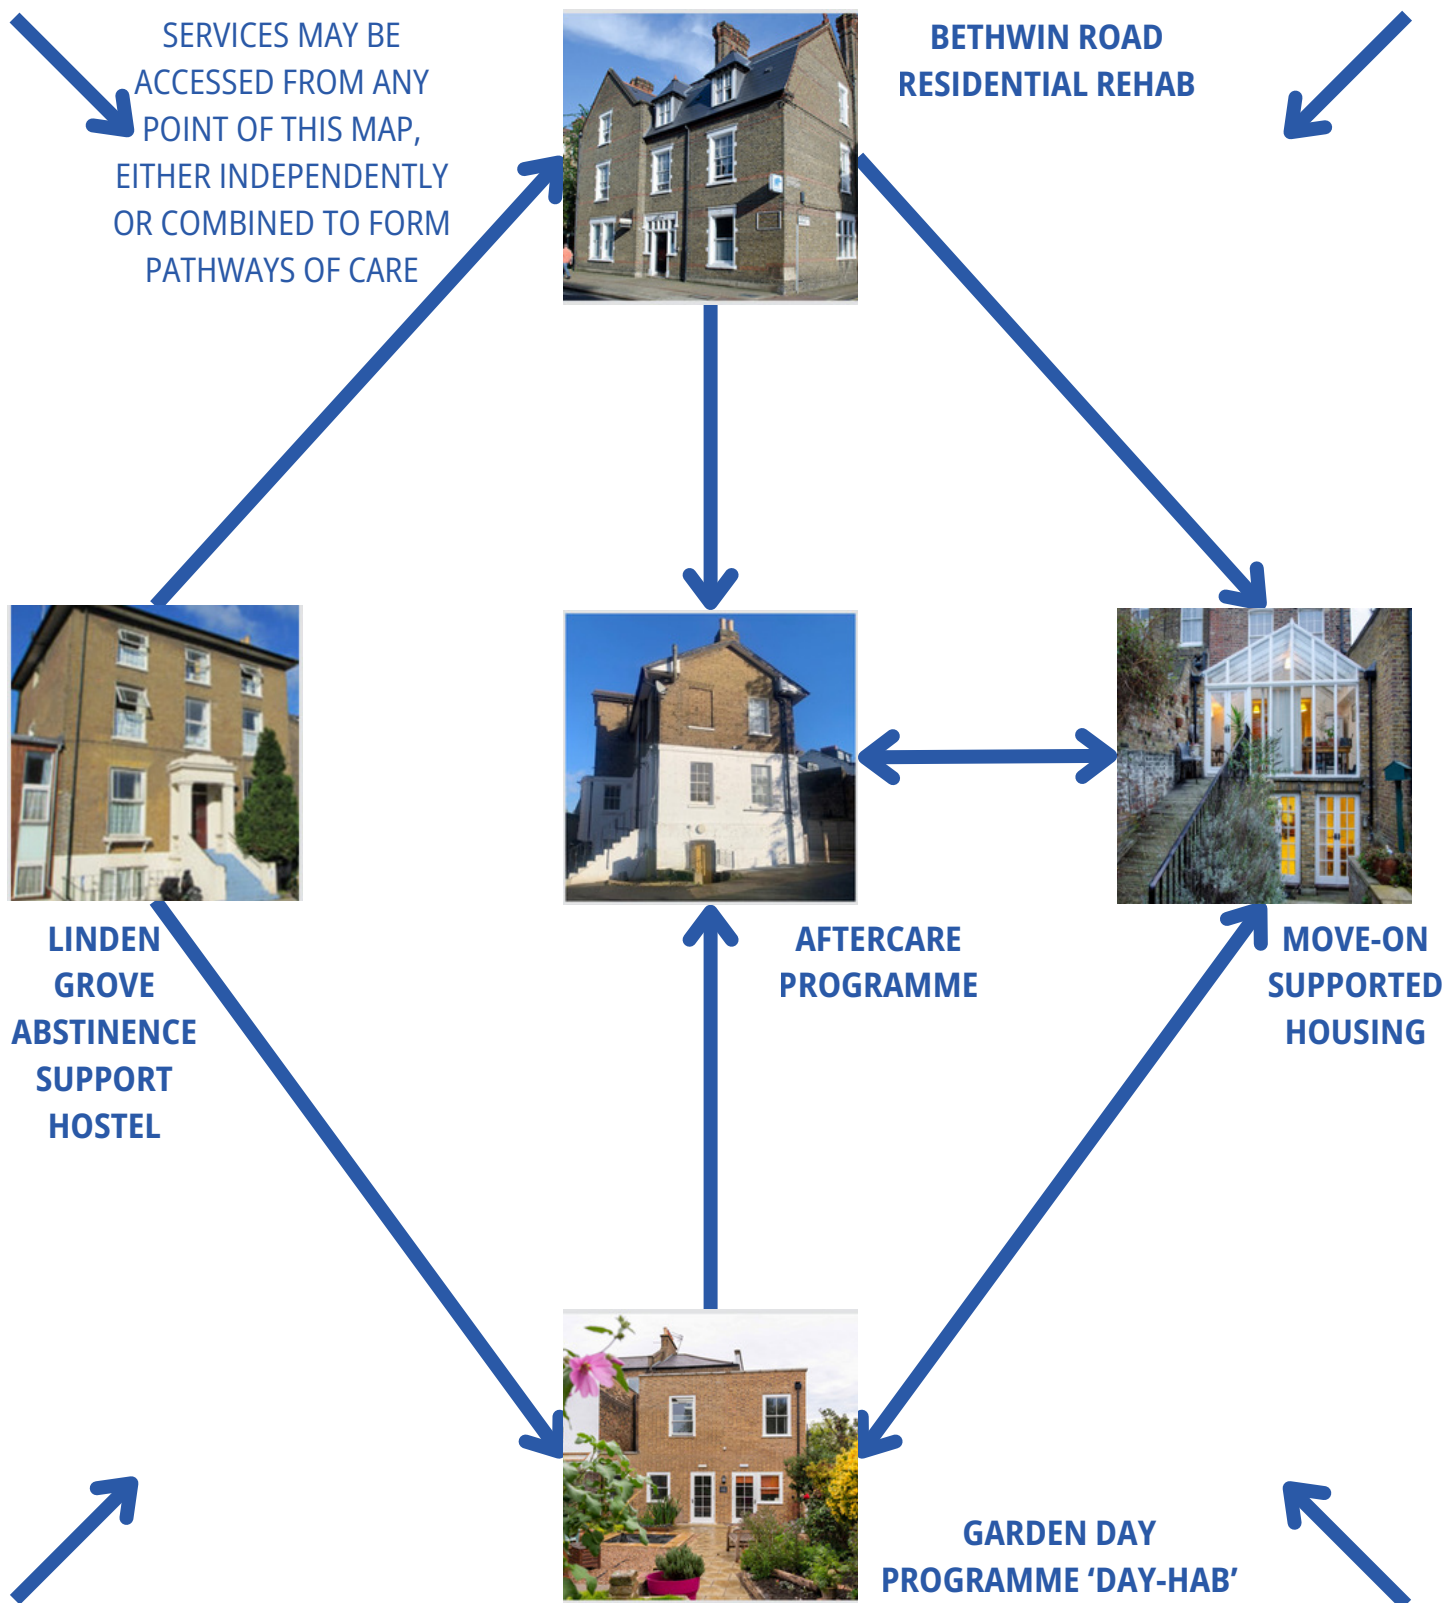 SERVICES MAY BE
ACCESSED FROM ANY
POINT OF THIS MAP,
EITHER INDEPENDENTLY
OR COMBINED TO FORM
PATHWAYS OF CARE
BETHWIN ROAD
RESIDENTIAL REHAB
LINDEN
GROVE
ABSTINENCE
SUPPORT
HOSTEL
AFTERCARE
PROGRAMME
MOVE-ON
SUPPORTED
HOUSING
GARDEN DAY
PROGRAMME ‘DAY-HAB’